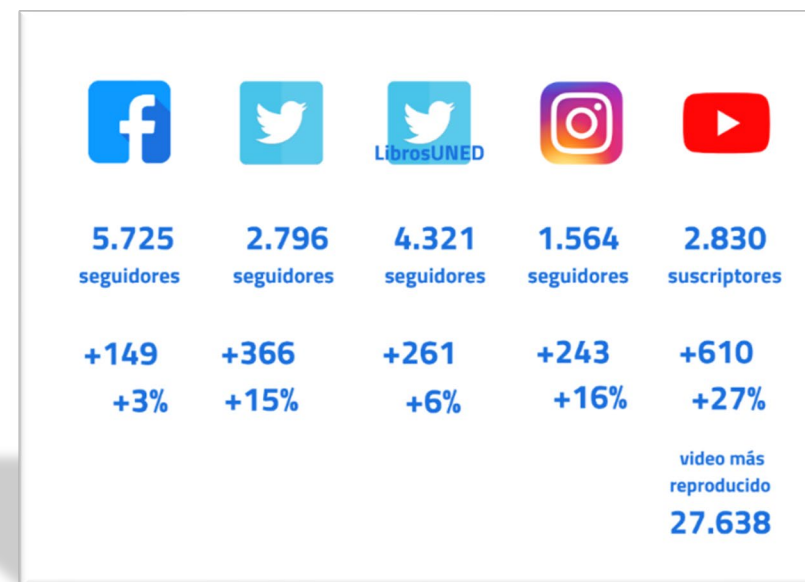 LibrosUNED
5.725 2.796 4.321 1.564 2.830
seguidores seguidores seguidores seguidores suscriptores
+149 +366 +261 +243 +610
+3% +15% +6% +16% +27%
video más
reproducido
27.638